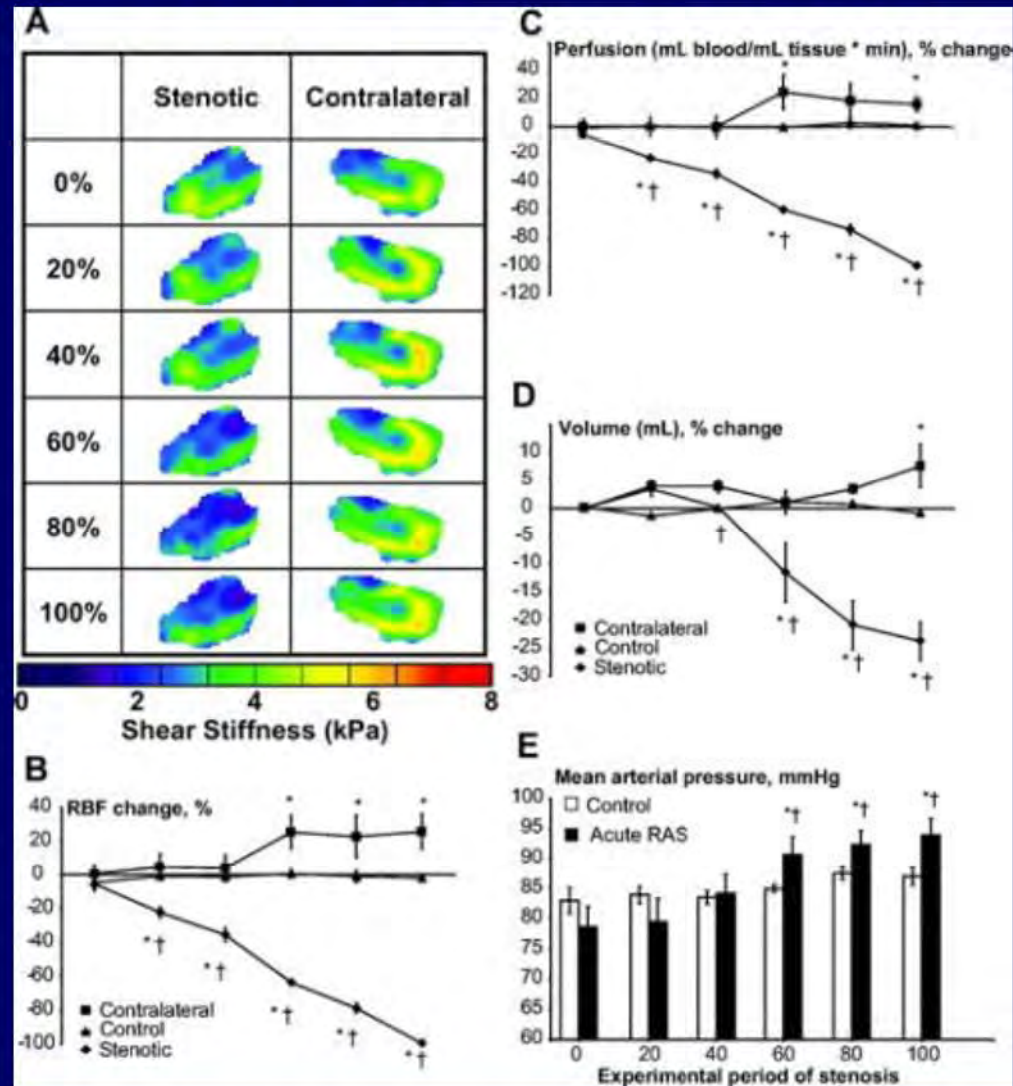 A
Stenotic Contralateral
0%
20%
40%
60%
80%
100%
0 2 4 6 8
Shear Stiffness (kPa)
B
RBF change, %
40
20
0
-20
-40
-60
-80
-100
* * *
*† *† *† *† *†
Contralateral
Control
Stenotic
C
Perfusion (mL blood/mL tissue * min), % change
40
20
0
-20
-40
-60
-80
-100
-120
* *
*† *† *† *† *†
D
Volume (mL), % change
10
5
0
-5
-10
-15
-20
-25
-30
*
† *† *† *†
Contralateral
Control
Stenotic
E
Mean arterial pressure, mmHg
100
95
90
85
80
75
70
65
60
Control
Acute RAS
*† *† *†
0 20 40 60 80 100
Experimental period of stenosis